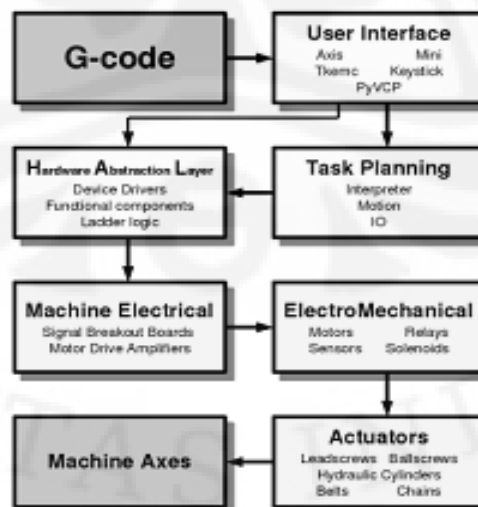 G-code
User Interface
Axis Mini
Tkemc Keystick
PyVCP
Hardware Abstraction Layer
Device Drivers
Functional components
Ladder logic
Task Planning
Interpreter
Motion
IO
Machine Electrical
Signal Breakout Boards
Motor Drive Amplifiers
ElectroMechanical
Motors Relays
Sensors Solenoids
Machine Axes
Actuators
Leadscrews Ballscrews
Hydraulic Cylinders
Belts Chains